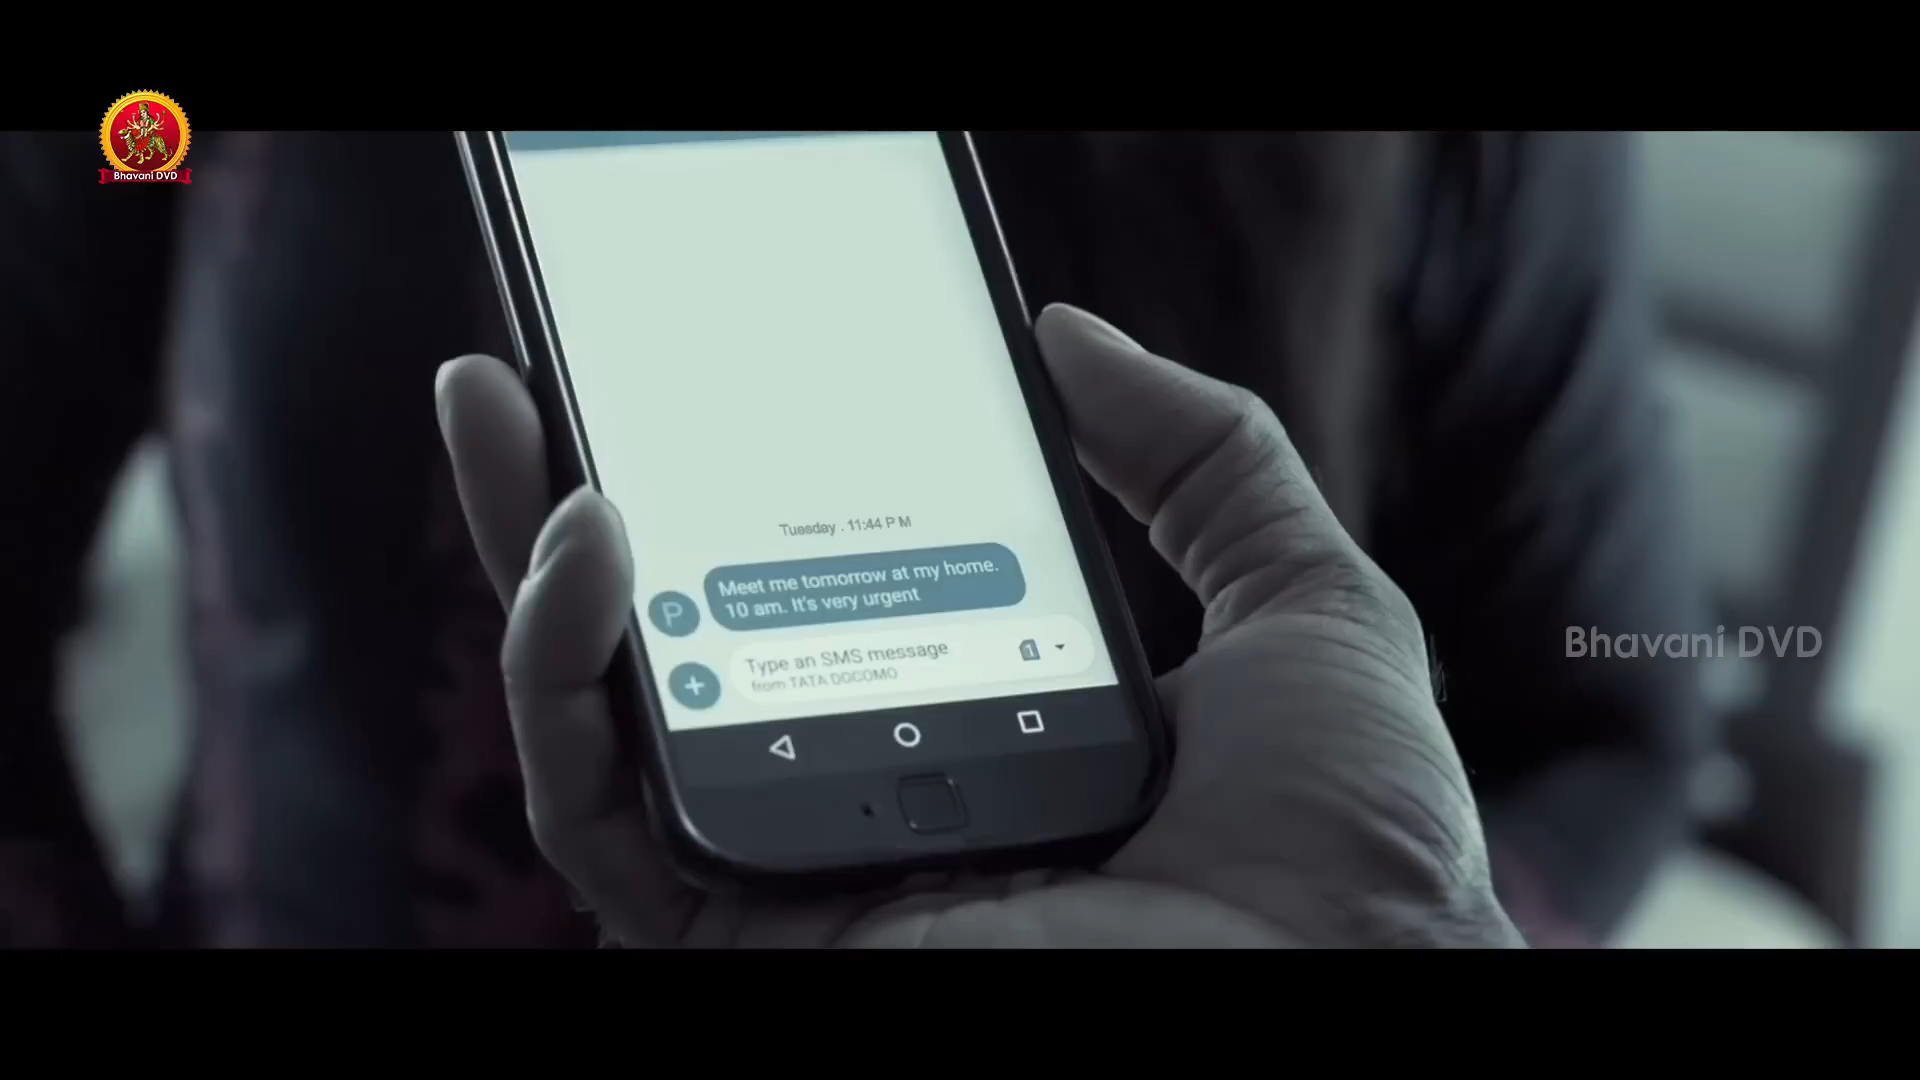 Bhavani DVD
Tuesday . 11:44 P M
Meet me tomorrow at my home.
10 am. It's very urgent
P
Type an SMS message
1
from TATA DOCOMO
Bhavani DVD